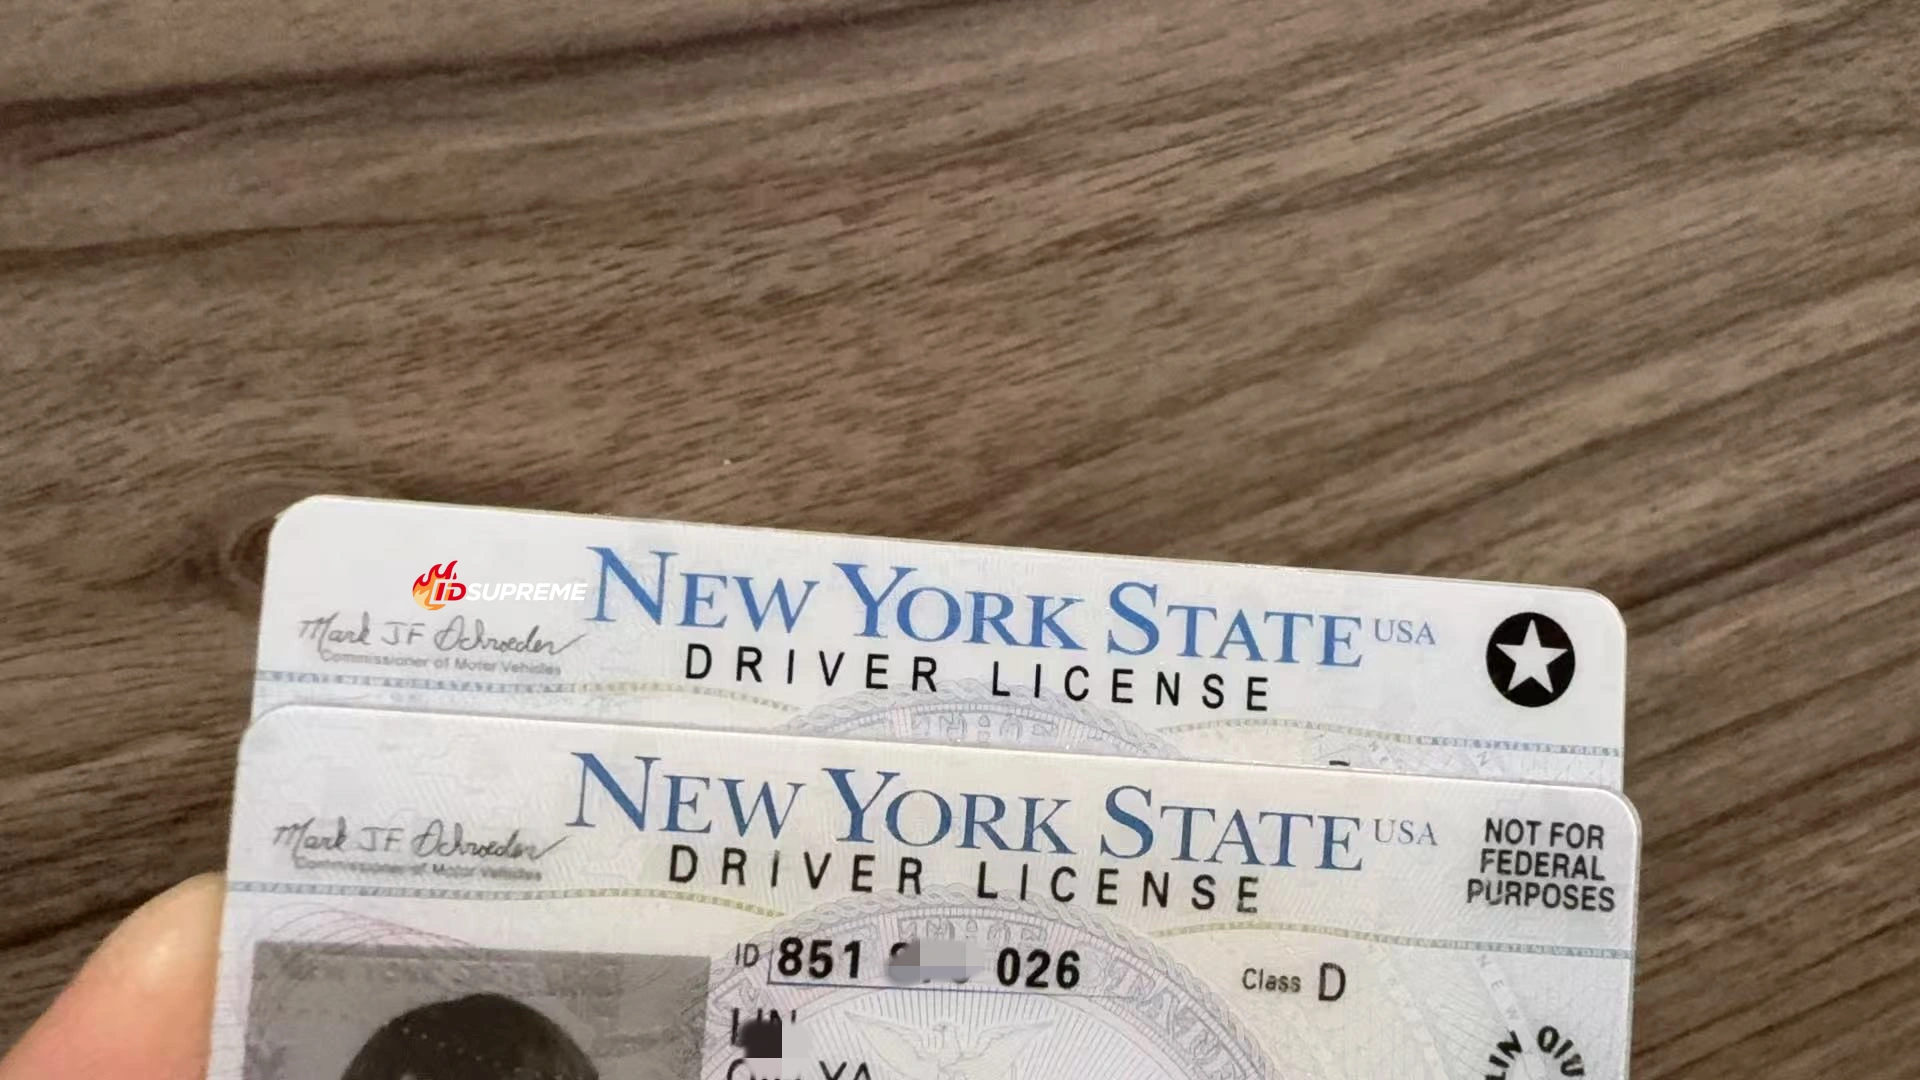 IDSUPREME
NEW YORK STATE USA
Mark JF Schroeder
Commissioner of Motor Vehicles
DRIVER LICENSE
NEW YORK STATE USA
Mark JF Schroeder
Commissioner of Motor Vehicles
DRIVER LICENSE
NOT FOR
FEDERAL
PURPOSES
ID 851 026
Class D